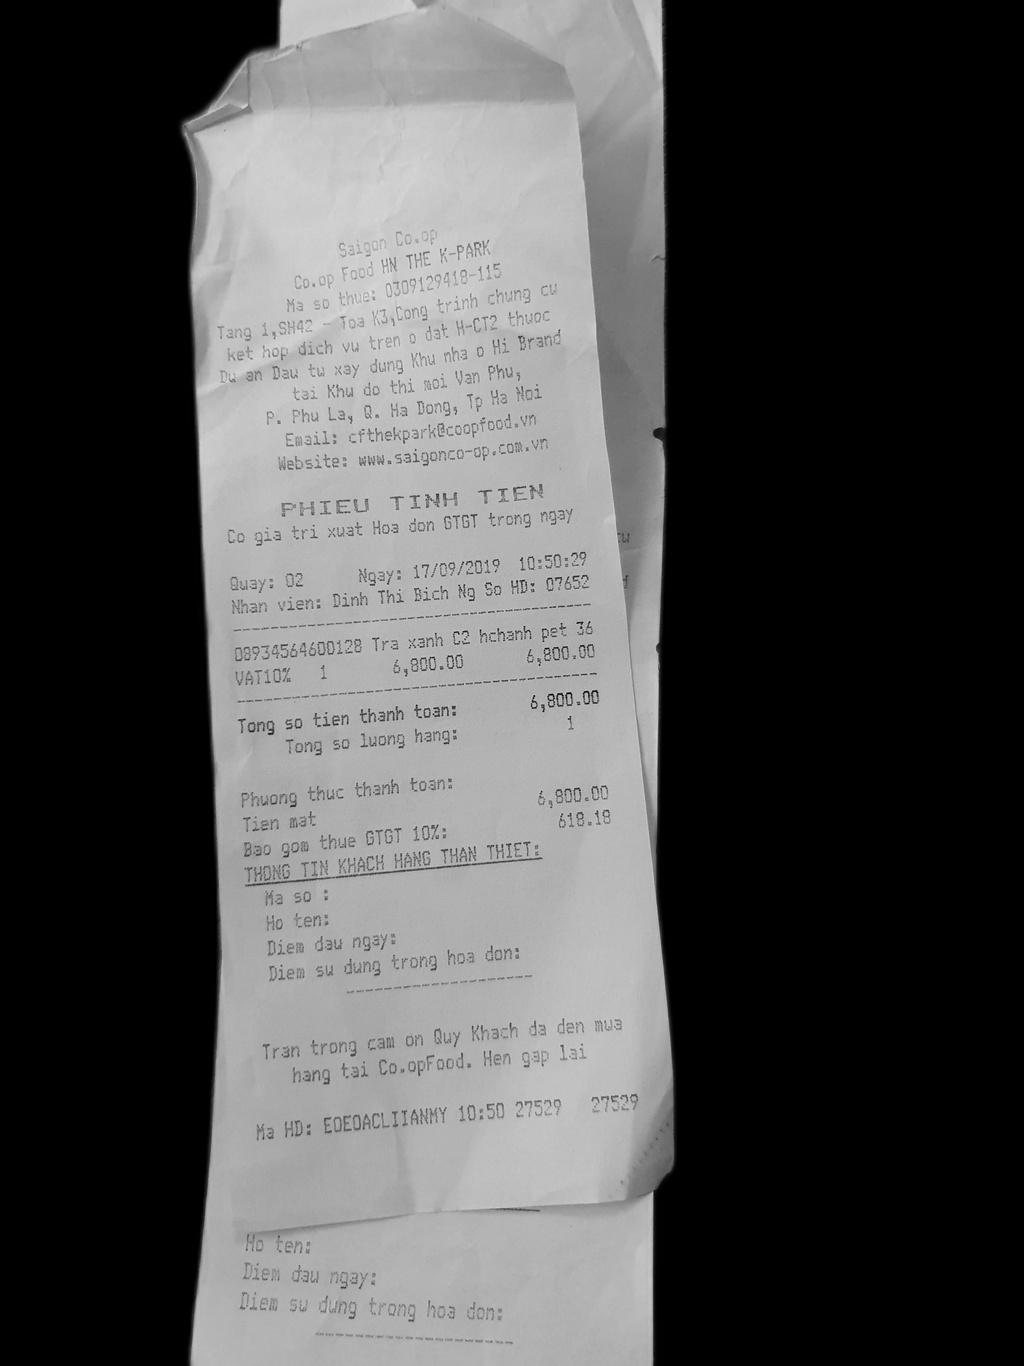 Saigon Co.op
Co.op Food HN THE K-PARK
Ma so thue: 0309129418-115
Tang 1,SH42 - Toa K3,Cong trinh chung cu
ket hop dich vu tren o dat H-CT2 thuoc
Du an Dau tu xay dung Khu nha o Hi Brand
tai Khu do thi moi Van Phu,
P. Phu La, Q. Ha Dong, Tp Ha Noi
Email: cfthekpark@coopfood.vn
Website: www.saigonco-op.com.vn
PHIEU TINH TIEN
Co gia tri xuat Hoa don GTGT trong ngay
Quay: 02 Ngay: 17/09/2019 10:50:29
Nhan vien: Dinh Thi Bich Ng So HD: 07652
08934564600128 Tra xanh C2 hchanh pet 36
VAT10% 1 6,800.00 6,800.00
Tong so tien thanh toan: 6,800.00
Tong so luong hang: 1
Phuong thuc thanh toan:
Tien mat 6,800.00
Bao gom thue GTGT 10%: 618.18
THONG TIN KHACH HANG THAN THIET:
Ma so :
Ho ten:
Diem dau ngay:
Diem su dung trong hoa don:
Tran trong cam on Quy Khach da den mua
hang tai Co.opFood. Hen gap lai
Ma HD: EOEOACLIIANMY 10:50 27529 27529
Ho ten:
Diem dau ngay:
Diem su dung trong hoa don: